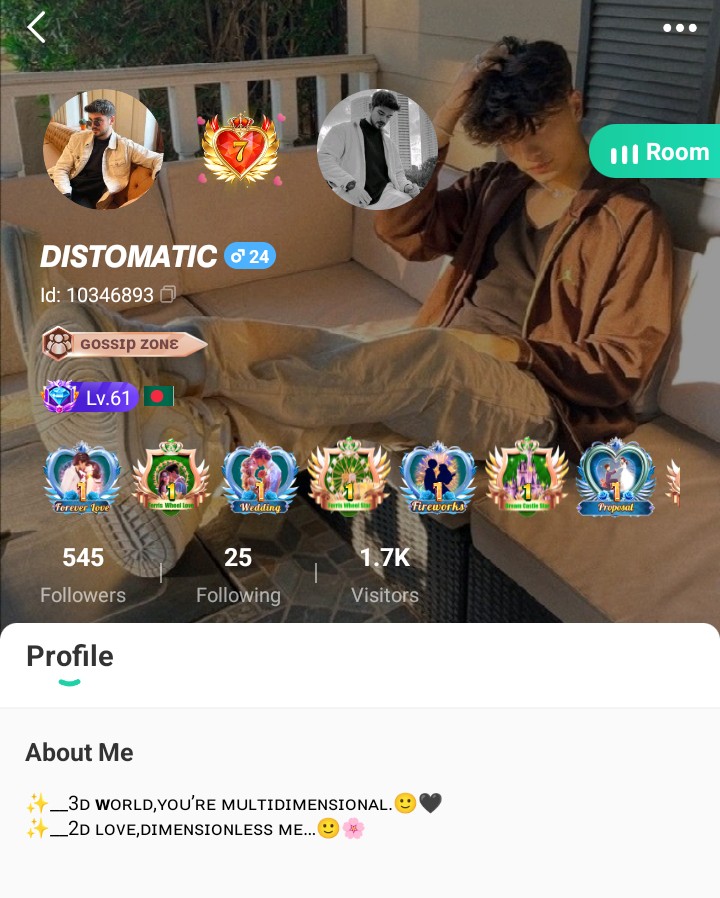 Room
7
DISTOMATIC ♂ 24
Id: 10346893
GOSSIP ZONE
Lv.61
1 1 1 1 1 1 1
Forever Love Ferris Wheel Love Wedding Ferris Wheel Star Fireworks Dream Castle Star Proposal
545 25 1.7K
Followers Following Visitors
Profile
About Me
✨__3ᴅ ᴡᴏʀʟᴅ,ʏᴏᴜ'ʀᴇ ᴍᴜʟᴛɪᴅɪᴍᴇɴsɪᴏɴᴀʟ.🙂🖤
✨__2ᴅ ʟᴏᴠᴇ,ᴅɪᴍᴇɴsɪᴏɴʟᴇss ᴍᴇ...🙂🌸